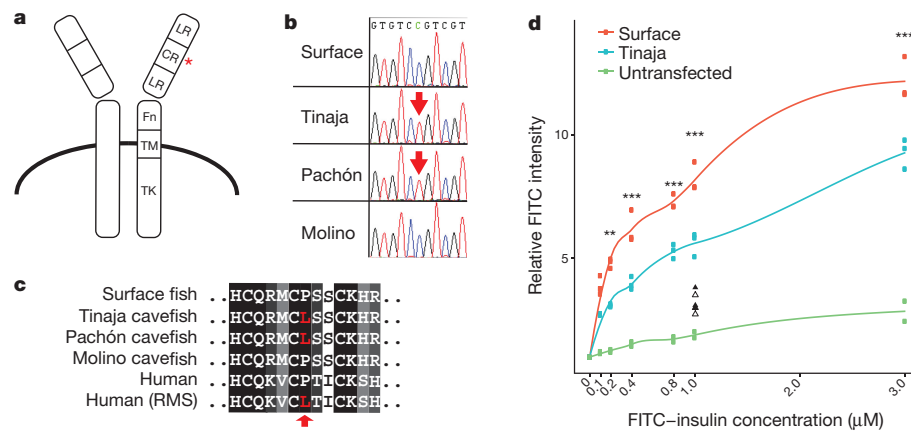 a
LR
CR
LR
*
Fn
TM
TK
b
GTGTCCGTCGT
Surface
Tinaja
Pachón
Molino
c
Surface fish ..HCQRMCPSSCKHR..
Tinaja cavefish ..HCQRMCLSSCKHR..
Pachón cavefish ..HCQRMCLSSCKHR..
Molino cavefish ..HCQRMCPSSCKHR..
Human ..HCQKVCPTICKSH..
Human (RMS) ..HCQKVCLTICKSH..
d
Surface
Tinaja
Untransfected
***
**
***
***
***
10
5
Relative FITC intensity
0 0.1 0.2 0.4 0.8 1.0 2.0 3.0
FITC–insulin concentration (μM)